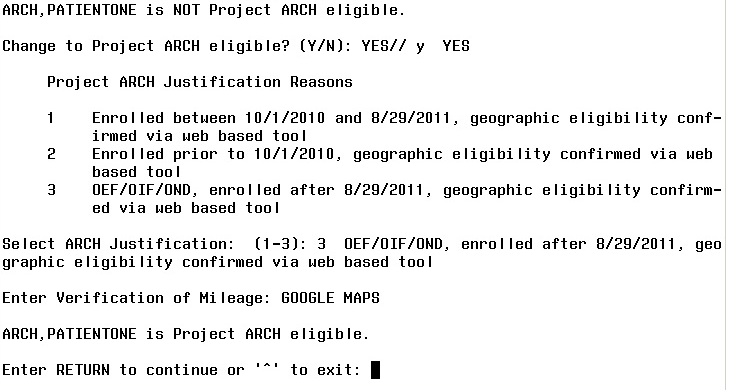 ARCH,PATIENTONE is NOT Project ARCH eligible.
Change to Project ARCH eligible? (Y/N): YES// y  YES
Project ARCH Justification Reasons
1    Enrolled between 10/1/2010 and 8/29/2011, geographic eligibility conf-
irmed via web based tool
2    Enrolled prior to 10/1/2010, geographic eligibility confirmed via web
based tool
3    OEF/OIF/OND, enrolled after 8/29/2011, geographic eligibility confirm-
ed via web based tool
Select ARCH Justification:  (1-3): 3  OEF/OIF/OND, enrolled after 8/29/2011, geo
graphic eligibility confirmed via web based tool
Enter Verification of Mileage: GOOGLE MAPS
ARCH,PATIENTONE is Project ARCH eligible.
Enter RETURN to continue or '^' to exit: